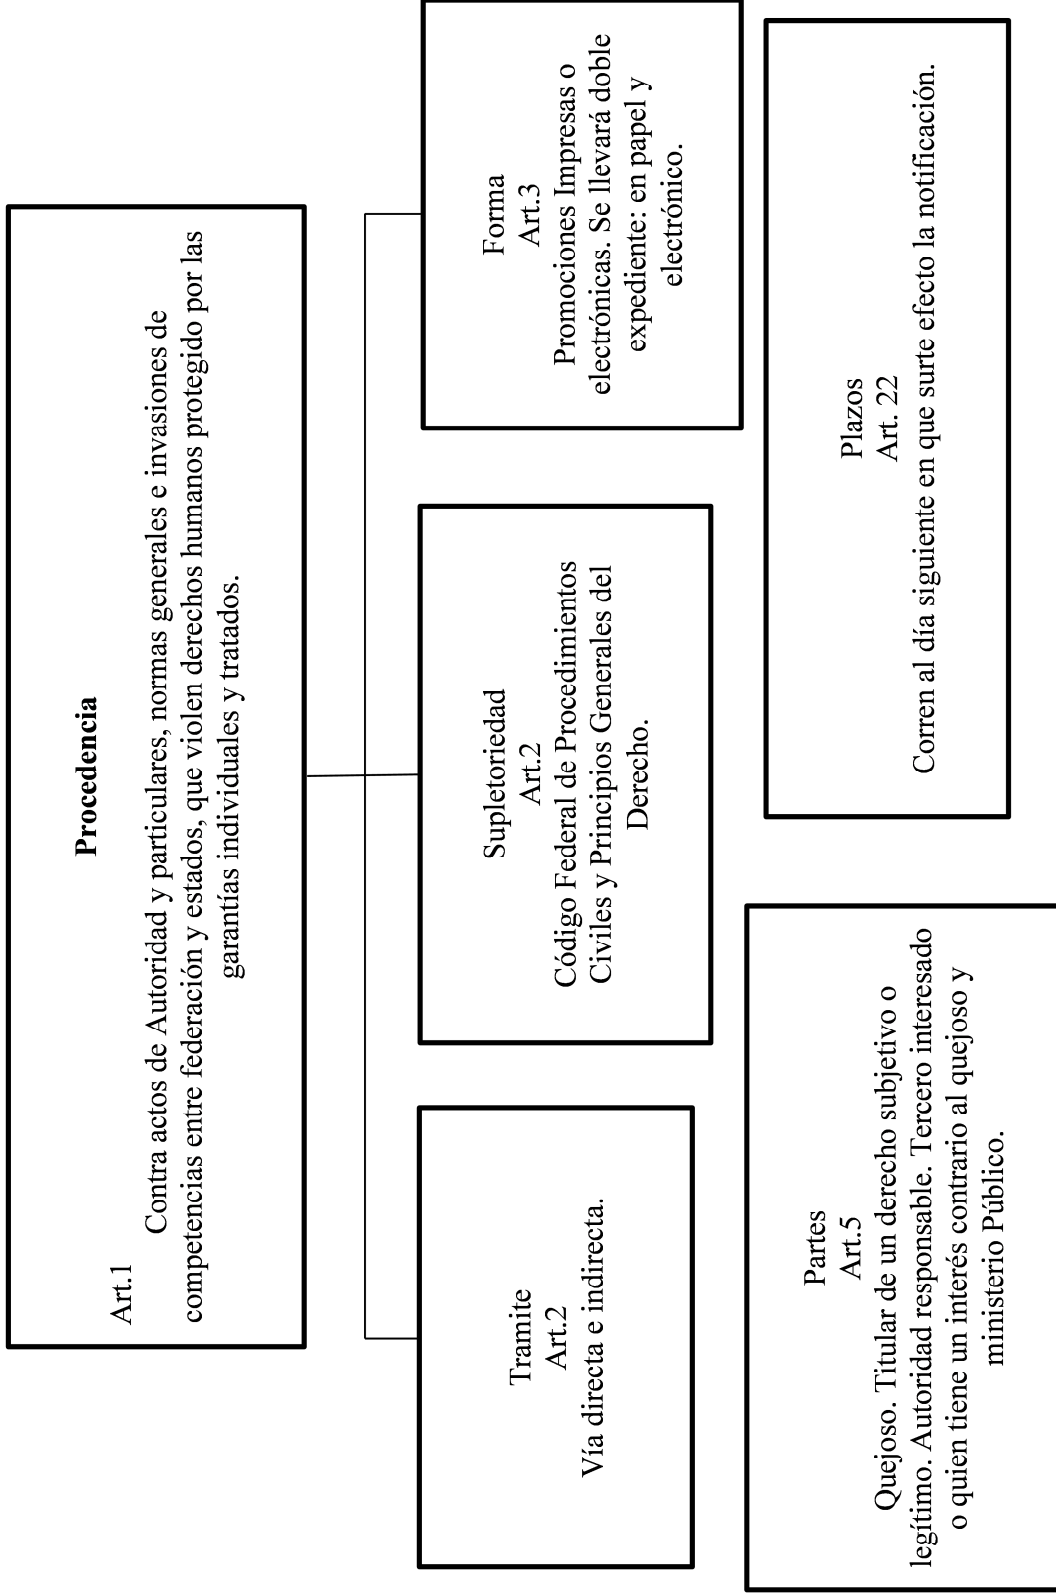 Procedencia
Art.1
Contra actos de Autoridad y particulares, normas generales e invasiones de
competencias entre federación y estados, que violen derechos humanos protegido por las
garantías individuales y tratados.
Tramite
Art.2
Vía directa e indirecta.
Supletoriedad
Art.2
Código Federal de Procedimientos
Civiles y Principios Generales del
Derecho.
Forma
Art.3
Promociones Impresas o
electrónicas. Se llevará doble
expediente: en papel y
electrónico.
Partes
Art.5
Quejoso. Titular de un derecho subjetivo o
legítimo. Autoridad responsable. Tercero interesado
o quien tiene un interés contrario al quejoso y
ministerio Público.
Plazos
Art. 22
Corren al día siguiente en que surte efecto la notificación.